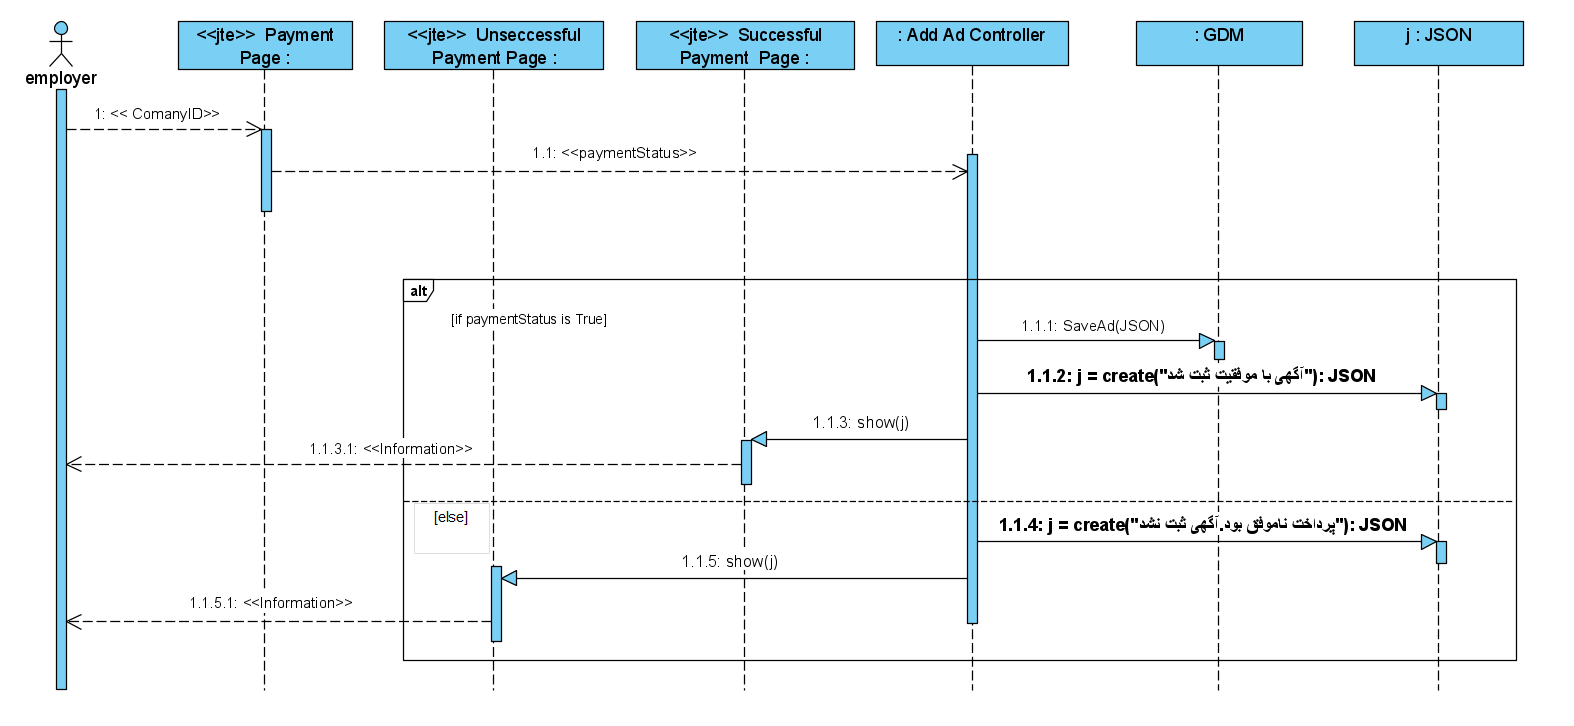 employer
<<jte>> Payment
Page :
<<jte>> Unseccessful
Payment Page :
<<jte>> Successful
Payment Page :
: Add Ad Controller
: GDM
j : JSON
1: << ComanyID>>
1.1: <<paymentStatus>>
alt
[if paymentStatus is True]
1.1.1: SaveAd(JSON)
1.1.2: j = create("آگهی با موفقیت ثبت شد"): JSON
1.1.3: show(j)
1.1.3.1: <<Information>>
[else]
1.1.4: j = create("پرداخت ناموفق بود.آگهی ثبت نشد"): JSON
1.1.5: show(j)
1.1.5.1: <<Information>>